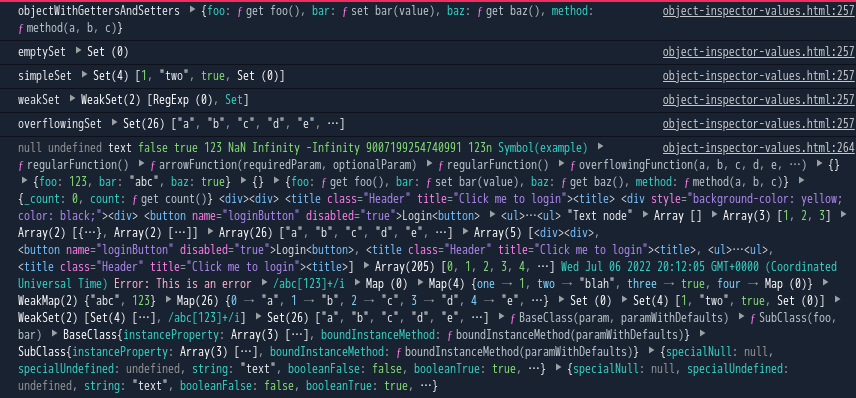 objectWithGettersAndSetters ▶ {foo: ƒ get foo(), bar: ƒ set bar(value), baz: ƒ get baz(), method: object-inspector-values.html:257
ƒ method(a, b, c)}
emptySet ▶ Set (0) object-inspector-values.html:257
simpleSet ▶ Set(4) [1, "two", true, Set (0)] object-inspector-values.html:257
weakSet ▶ WeakSet(2) [RegExp (0), Set] object-inspector-values.html:257
overflowingSet ▶ Set(26) ["a", "b", "c", "d", "e", …] object-inspector-values.html:257
null undefined text false true 123 NaN Infinity -Infinity 9007199254740991 123n Symbol(example) ▶ object-inspector-values.html:264
ƒ regularFunction() ▶ ƒ arrowFunction(requiredParam, optionalParam) ▶ ƒ regularFunction() ▶ ƒ overflowingFunction(a, b, c, d, e, …) ▶ {}
▶ {foo: 123, bar: "abc", baz: true} ▶ {} ▶ {foo: ƒ get foo(), bar: ƒ set bar(value), baz: ƒ get baz(), method: ƒ method(a, b, c)} ▶
{_count: 0, count: ƒ get count()} <div><div> <title class="Header" title="Click me to login"><title> <div style="background-color: yellow;
color: black;"><div> <button name="loginButton" disabled="true">Login<button> ▶ <ul>…<ul> ▶ "Text node" ▶ Array [] ▶ Array(3) [1, 2, 3] ▶
Array(2) [{…}, Array(2) […]] ▶ Array(26) ["a", "b", "c", "d", "e", …] ▶ Array(5) [<div><div>,
<button name="loginButton" disabled="true">Login<button>, <title class="Header" title="Click me to login"><title>, <ul>…<ul>,
<title class="Header" title="Click me to login"><title>] ▶ Array(205) [0, 1, 2, 3, 4, …] Wed Jul 06 2022 20:12:05 GMT+0000 (Coordinated
Universal Time) Error: This is an error ▶ /abc[123]+/i ▶ Map (0) ▶ Map(4) {one → 1, two → "blah", three → true, four → Map (0)} ▶
WeakMap(2) {"abc", 123} ▶ Map(26) {0 → "a", 1 → "b", 2 → "c", 3 → "d", 4 → "e", …} ▶ Set (0) ▶ Set(4) [1, "two", true, Set (0)] ▶
WeakSet(2) [Set(4) […], /abc[123]+/i] ▶ Set(26) ["a", "b", "c", "d", "e", …] ▶ ƒ BaseClass(param, paramWithDefaults) ▶ ƒ SubClass(foo,
bar) ▶ BaseClass{instanceProperty: Array(3) […], boundInstanceMethod: ƒ boundInstanceMethod(paramWithDefaults)} ▶
SubClass{instanceProperty: Array(3) […], boundInstanceMethod: ƒ boundInstanceMethod(paramWithDefaults)} ▶ {specialNull: null,
specialUndefined: undefined, string: "text", booleanFalse: false, booleanTrue: true, …} ▶ {specialNull: null, specialUndefined:
undefined, string: "text", booleanFalse: false, booleanTrue: true, …}